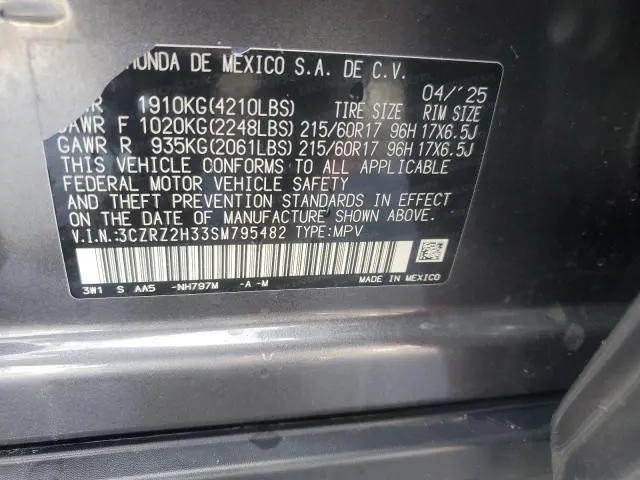 HONDA DE MEXICO S.A. DE C.V.
04/'25
1910KG(4210LBS) TIRE SIZE RIM SIZE
GAWR F 1020KG(2248LBS) 215/60R17 96H 17X6.5J
GAWR R 935KG(2061LBS) 215/60R17 96H 17X6.5J
THIS VEHICLE CONFORMS TO ALL APPLICABLE
FEDERAL MOTOR VEHICLE SAFETY
AND THEFT PREVENTION STANDARDS IN EFFECT
ON THE DATE OF MANUFACTURE SHOWN ABOVE.
V.I.N.:3CZRZ2H33SM795482 TYPE:MPV
3W1 S AA5 -NH797M -A -M MADE IN MEXICO